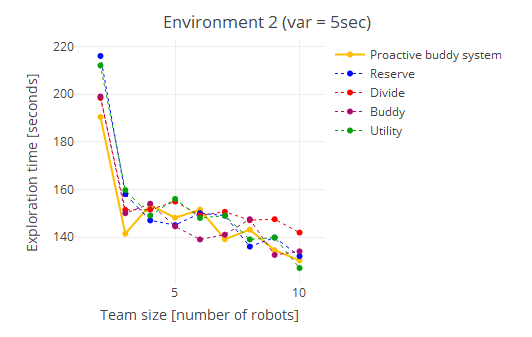 Environment 2 (var = 5sec)
220
200
180
160
140
Exploration time [seconds]
5
10
Team size [number of robots]
Proactive buddy system
Reserve
Divide
Buddy
Utility